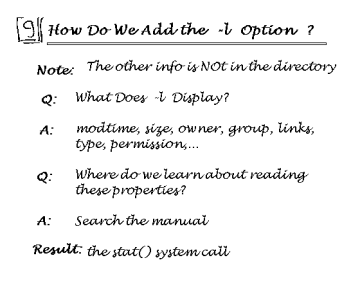 9 How Do We Add the -l Option ?
Note: The other info is NOt in the directory
Q: What Does -l Display?
A: modtime, size, owner, group, links,
type, permission,...
Q: Where do we learn about reading
these properties?
A: Search the manual
Result: the stat() system call